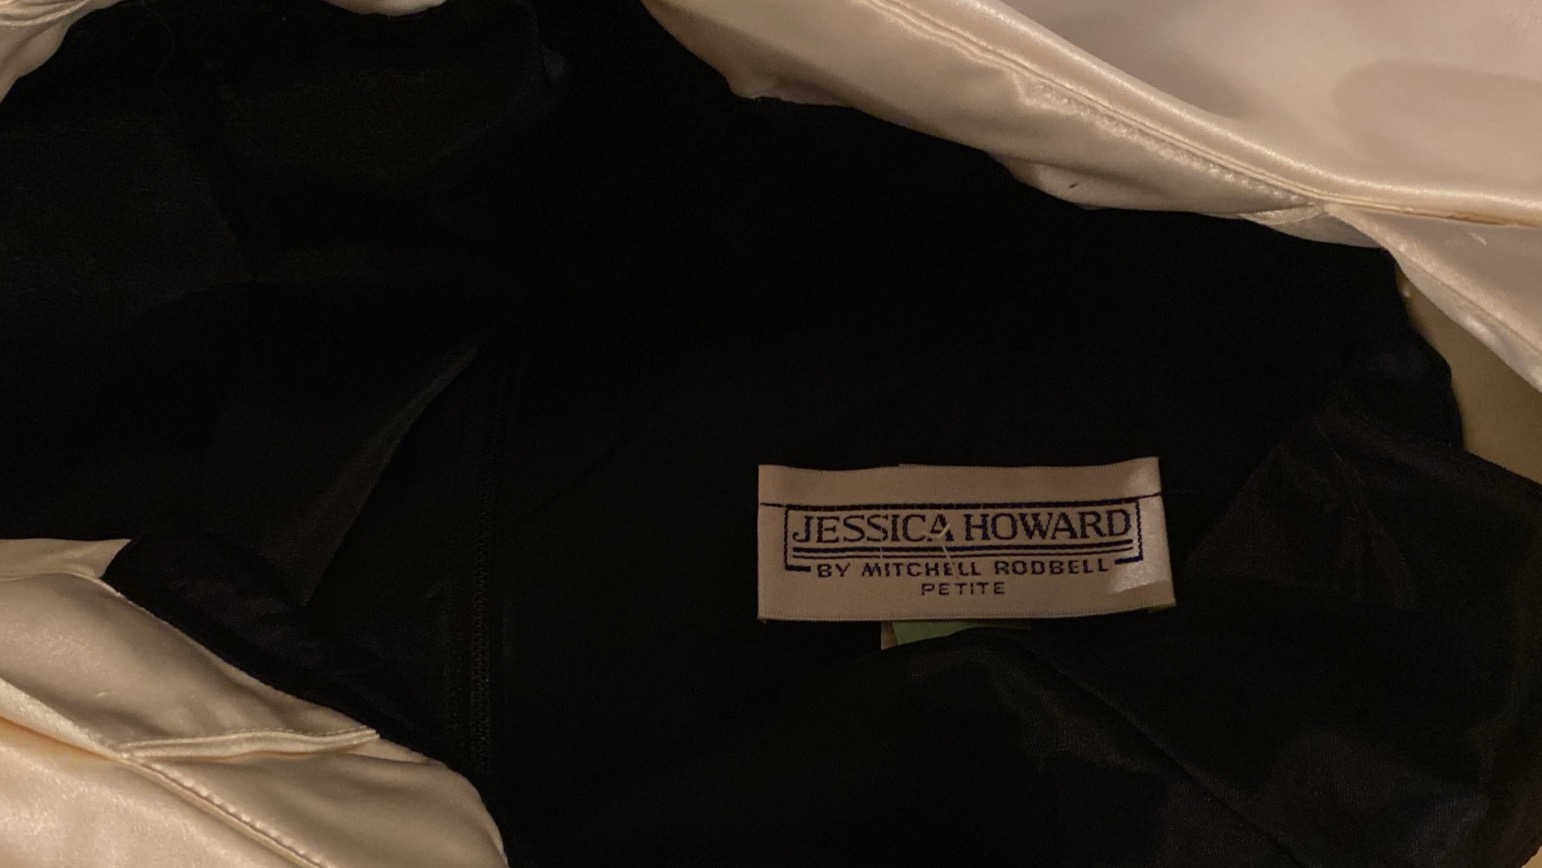 JESSICA HOWARD
BY MITCHELL RODBELL
PETITE